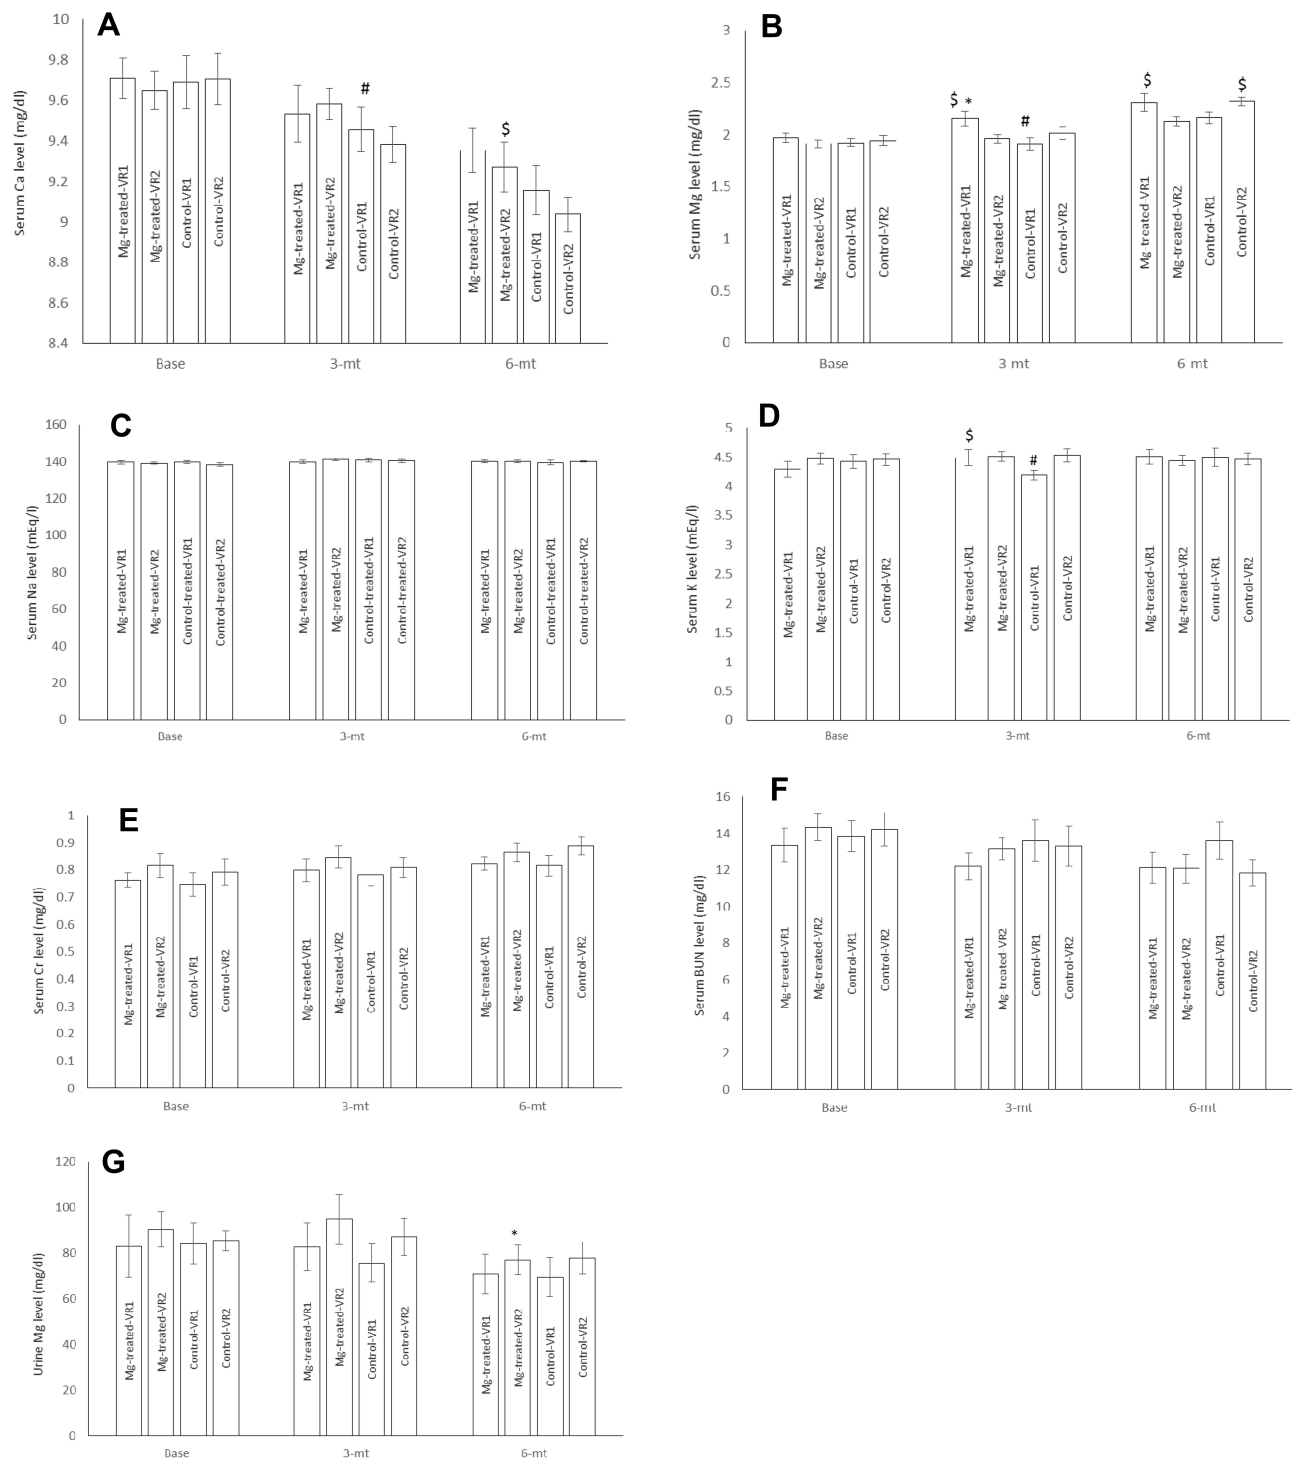 A
Serum Ca level (mg/dl)
10
9.8
9.6
9.4
9.2
9
8.8
8.6
8.4
#
$
Mg-treated-VR1
Mg-treated-VR2
Control-VR1
Control-VR2
Mg-treated-VR1
Mg-treated-VR2
Control-VR1
Control-VR2
Mg-treated-VR1
Mg-treated-VR2
Control-VR1
Control-VR2
Base 3-mt 6-mt
B
Serum Mg level (mg/dl)
3
2.5
2
1.5
1
0.5
0
$ *
#
$
$
Mg-treated-VR1
Mg-treated-VR2
Control-VR1
Control-VR2
Mg-treated-VR1
Mg-treated-VR2
Control-VR1
Control-VR2
Mg-treated-VR1
Mg-treated-VR2
Control-VR1
Control-VR2
Base 3 mt 6 mt
C
Serum Na level (mEq/l)
160
140
120
100
80
60
40
20
0
Mg-treated-VR1
Mg-treated-VR2
Control-treated-VR1
Control-treated-VR2
Mg-treated-VR1
Mg-treated-VR2
Control-treated-VR1
Control-treated-VR2
Mg-treated-VR1
Mg-treated-VR2
Control-treated-VR1
Control-treated-VR2
Base 3-mt 6-mt
D
Serum K level (mEq/l)
5
4.5
4
3.5
3
2.5
2
1.5
1
0.5
0
$
#
Mg-treated-VR1
Mg-treated-VR2
Control-VR1
Control-VR2
Mg-treated-VR1
Mg-treated-VR2
Control-VR1
Control-VR2
Mg-treated-VR1
Mg-treated-VR2
Control-VR1
Control-VR2
Base 3-mt 6-mt
E
Serum Cr level (mg/dl)
1
0.9
0.8
0.7
0.6
0.5
0.4
0.3
0.2
0.1
0
Mg-treated-VR1
Mg-treated-VR2
Control-VR1
Control-VR2
Mg-treated-VR1
Mg-treated-VR2
Control-VR1
Control-VR2
Mg-treated-VR1
Mg-treated-VR2
Control-VR1
Control-VR2
Base 3-mt 6-mt
F
Serum BUN level (mg/dl)
16
14
12
10
8
6
4
2
0
Mg-treated-VR1
Mg-treated-VR2
Control-VR1
Control-VR2
Mg-treated-VR1
Mg treated VR2
Control-VR1
Control-VR2
Mg-treated-VR1
Mg-treated-VR2
Control-VR1
Control-VR2
Base 3-mt 6-mt
G
Urine Mg level (mg/dl)
120
100
80
60
40
20
0
*
Mg-treated-VR1
Mg-treated-VR2
Control-VR1
Control-VR2
Mg-treated-VR1
Mg-treated-VR2
Control-VR1
Control-VR2
Mg-treated-VR1
Mg-treated-VR2
Control-VR1
Control-VR2
Base 3-mt 6-mt